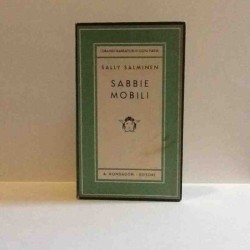 SALLY SALMINEN
SABBIE
MOBILI
A. MONDADORI - EDITORE